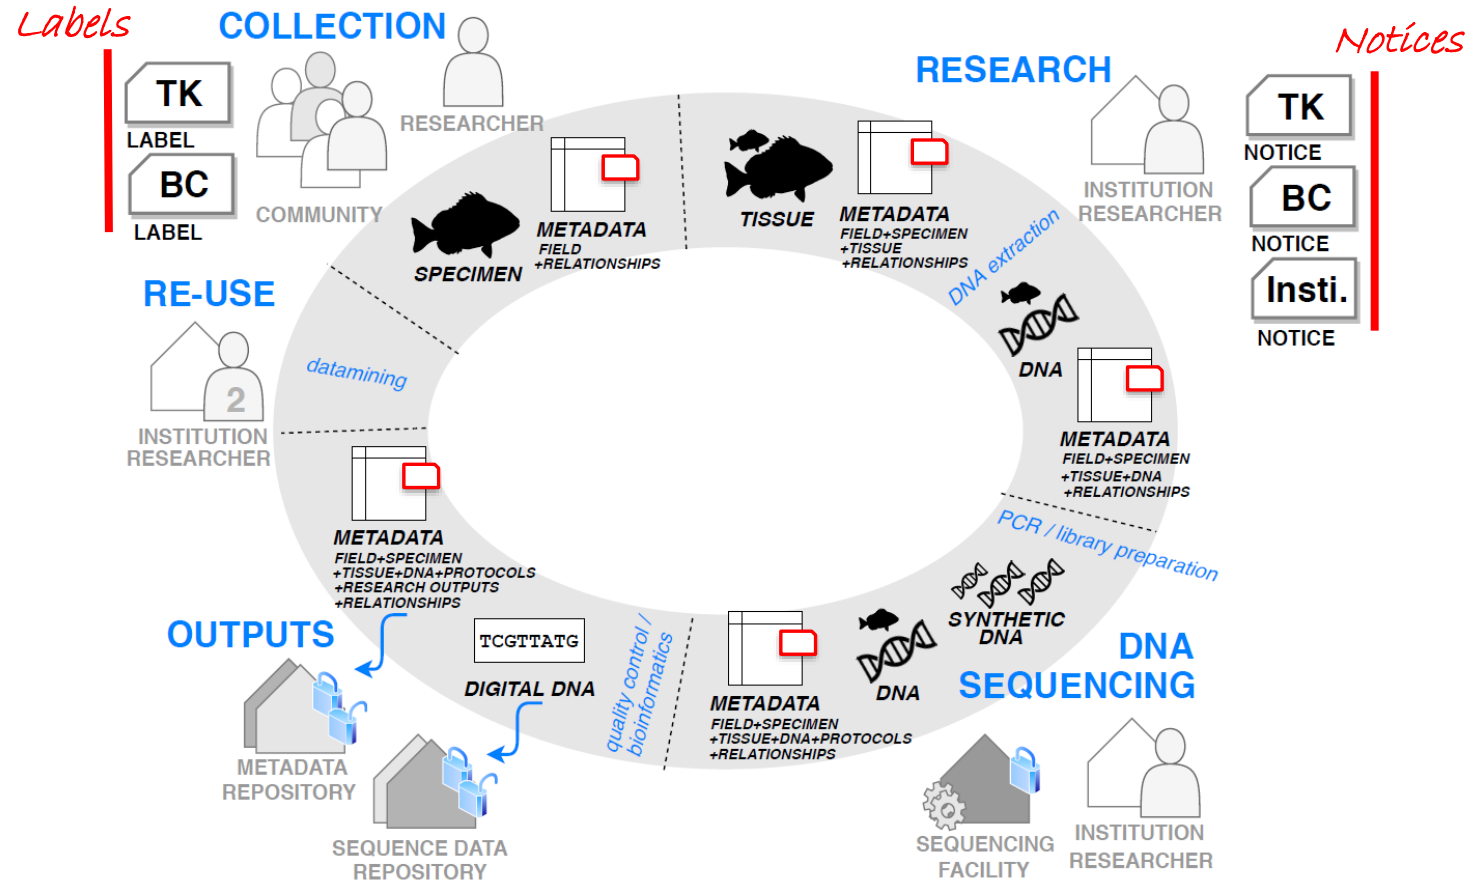 Labels
TK
LABEL
BC
LABEL
COLLECTION
RESEARCHER
COMMUNITY
SPECIMEN
METADATA
FIELD
+RELATIONSHIPS
TISSUE
METADATA
FIELD+SPECIMEN
+TISSUE
+RELATIONSHIPS
RESEARCH
INSTITUTION
RESEARCHER
Notices
TK
NOTICE
BC
NOTICE
Insti.
NOTICE
DNA extraction
DNA
METADATA
FIELD+SPECIMEN
+TISSUE+DNA
+RELATIONSHIPS
PCR / library preparation
SYNTHETIC
DNA
DNA
METADATA
FIELD+SPECIMEN
+TISSUE+DNA+PROTOCOLS
+RELATIONSHIPS
DNA
SEQUENCING
SEQUENCING
FACILITY
INSTITUTION
RESEARCHER
quality control /
bioinformatics
TCGTTATG
DIGITAL DNA
METADATA
FIELD+SPECIMEN
+TISSUE+DNA+PROTOCOLS
+RESEARCH OUTPUTS
+RELATIONSHIPS
OUTPUTS
METADATA
REPOSITORY
SEQUENCE DATA
REPOSITORY
RE-USE
2
INSTITUTION
RESEARCHER
datamining